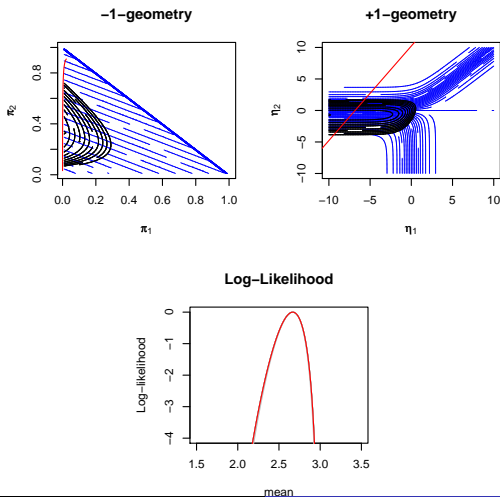 −1−geometry
+1−geometry
π2
0.0 0.4 0.8
0.0 0.2 0.4 0.6 0.8 1.0
π1
η2
−10 −5 0 5 10
−10 −5 0 5 10
η1
Log−Likelihood
Log−likelihood
−4 −3 −2 −1 0
1.5 2.0 2.5 3.0 3.5
mean